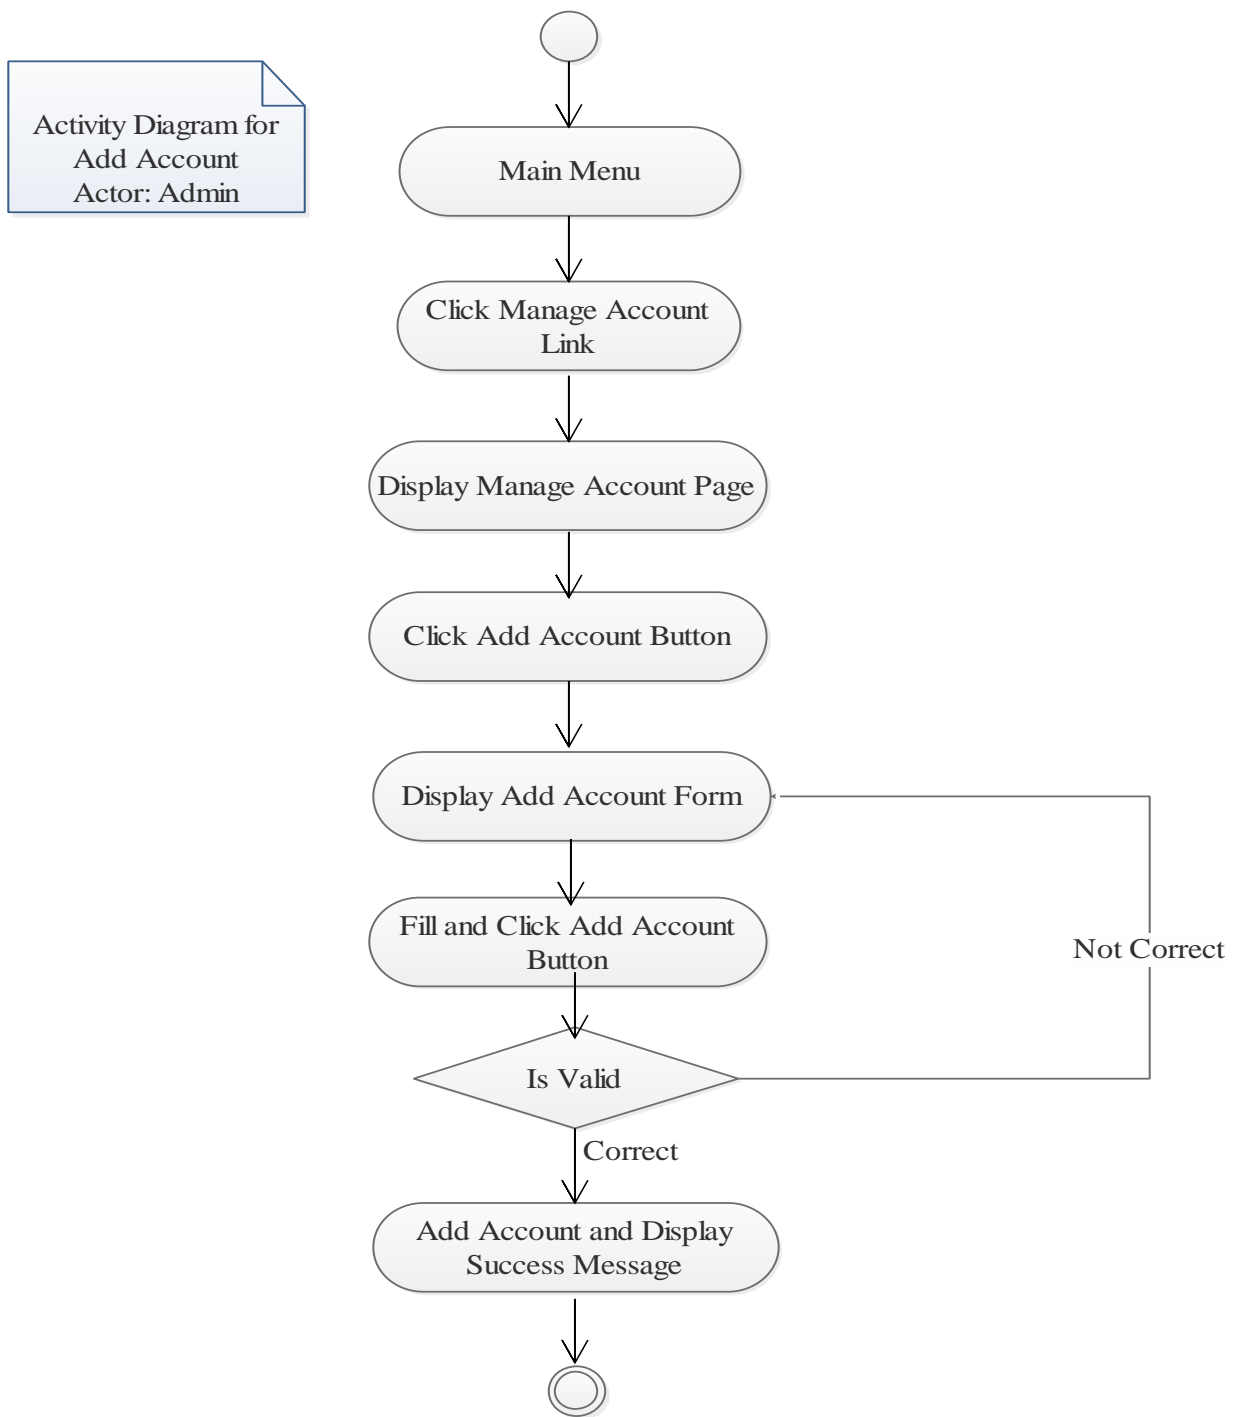 Activity Diagram for
Add Account
Actor: Admin
Main Menu
Click Manage Account
Link
Display Manage Account Page
Click Add Account Button
Display Add Account Form
Fill and Click Add Account
Button
Not Correct
Is Valid
Correct
Add Account and Display
Success Message